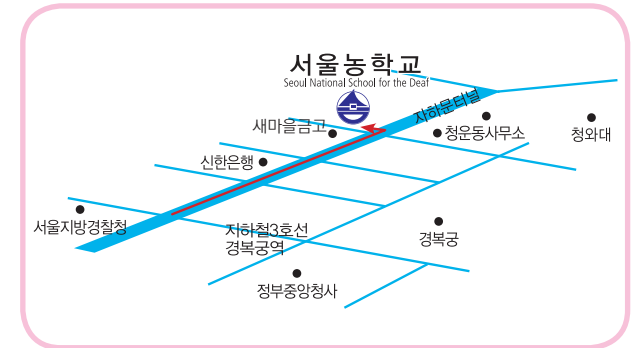 서울농학교
Seoul National School for the Deaf
자하문터널
새마을금고
청운동사무소
청와대
신한은행
서울지방경찰청
지하철3호선
경복궁역
경복궁
정부중앙청사